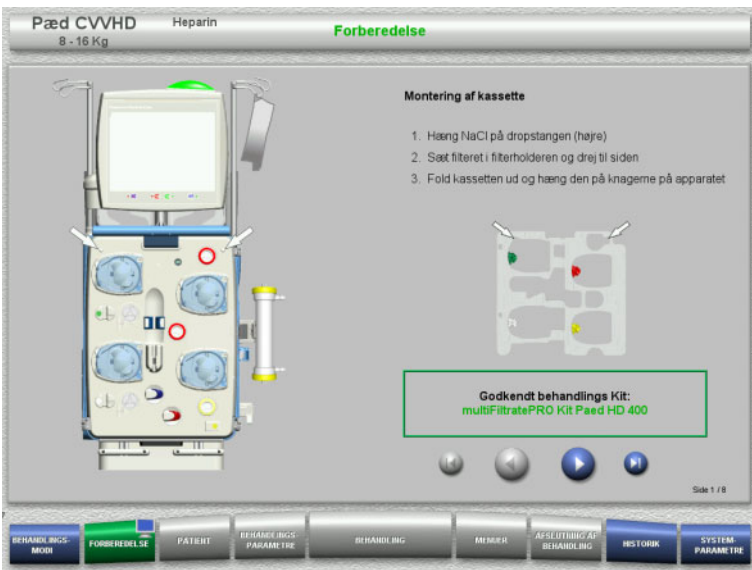 Pæd CVVHD
Heparin
8 - 16 Kg
Forberedelse
Montering af kassette
1. Hæng NaCl på dropstangen (højre)
2. Sæt filteret i filterholderen og drej til siden
3. Fold kassetten ud og hæng den på knagerne på apparatet
Godkendt behandlings Kit:
multiFiltratePRO Kit Paed HD 400
Side 1 / 8
BEHANDLINGS-
MODI
FORBEREDELSE
PATIENT
BEHANDLINGS-
PARAMETRE
BEHANDLING
MENUER
AFSLUTNING AF
BEHANDLING
HISTORIK
SYSTEM-
PARAMETRE